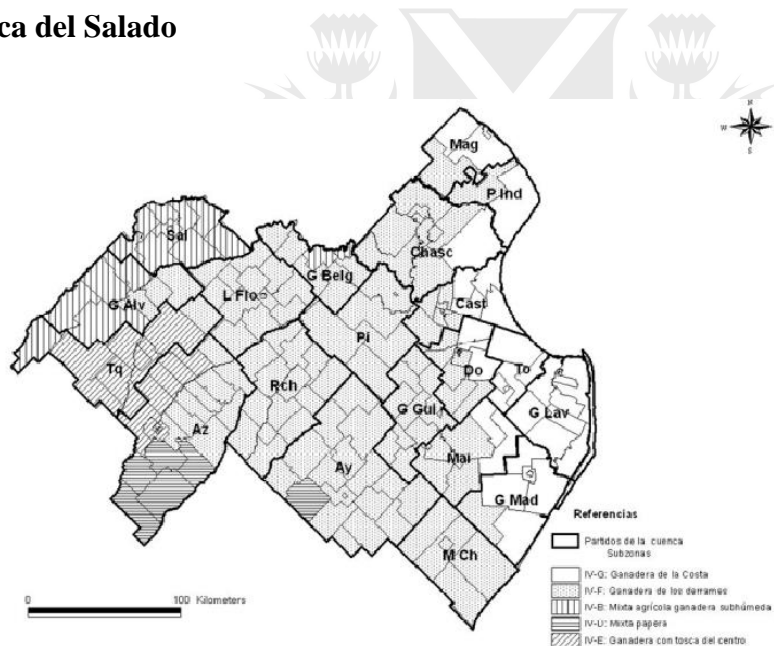 ca del Salado
N
W
E
S
Mag
P Ind
Chasc
Sal
G Belg
Cast
G Alv
L Flo
Pi
Do
To
Tq
Rch
G Gui
G Lav
Az
Ay
Mai
G Mad
M Ch
Referencias
Partidos de la cuenca
Subzonas
IV-G: Ganadera de la Costa
IV-F: Ganadera de los derrames
IV-B: Mixta agrícola ganadera subhúmeda
IV-D: Mixta papera
IV-E: Ganadera con tosca del centro
0
100 Kilometers